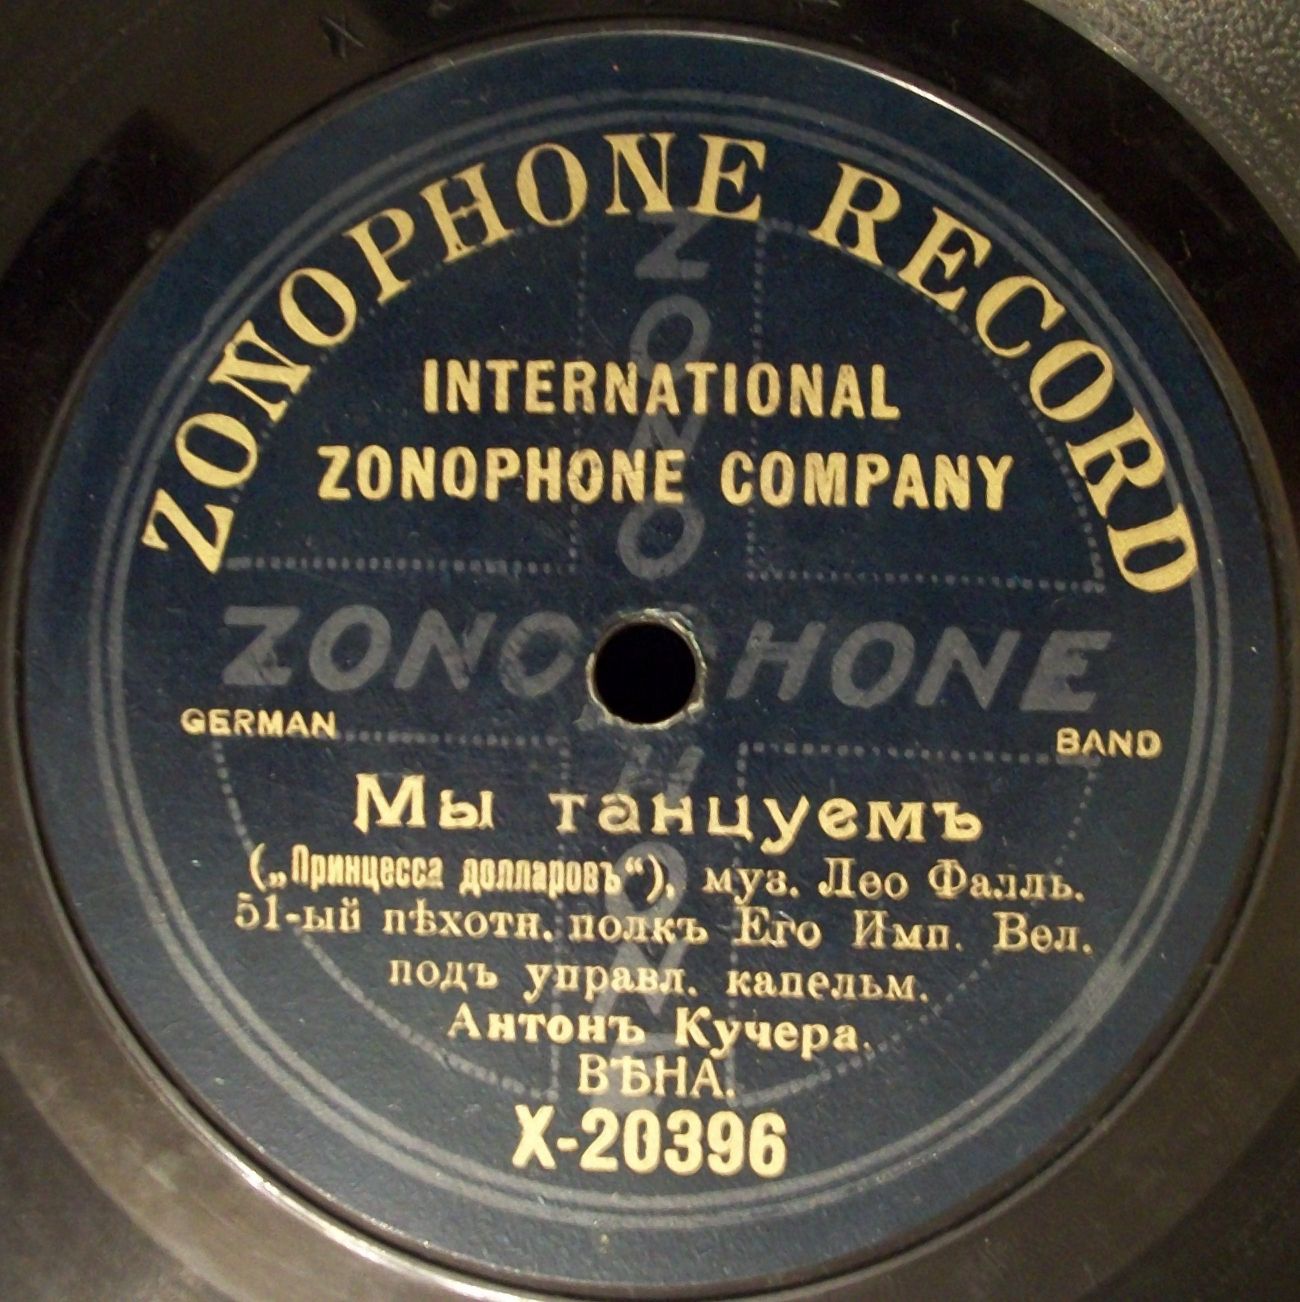 ZONOPHONE RECORD
INTERNATIONAL
ZONOPHONE COMPANY
ZONOPHONE
ZONOPHONE
GERMAN BAND
Мы танцуемъ
(„Принцесса долларовъ“), муз. Лео Фалль.
51-ый пѣхотн. полкъ Его Имп. Вел.
подъ управл. капельм.
Антонъ Кучера.
ВѢНА.
X-20396